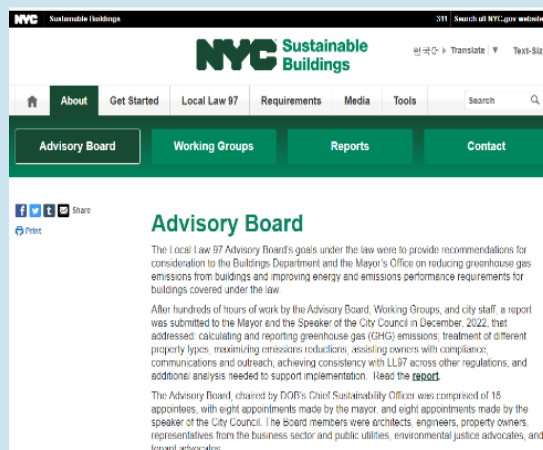 NYC Sustainable Buildings 311 Search all NYC.gov website
NYC Sustainable
Buildings
한국어 Translate ▼ Text-Siz
About Get Started Local Law 97 Requirements Media Tools Search
Advisory Board Working Groups Reports Contact
Share
Print
Advisory Board
The Local Law 97 Advisory Board's goals under the law were to provide recommendations for
consideration to the Buildings Department and the Mayor's Office on reducing greenhouse gas
emissions from buildings and improving energy and emissions performance requirements for
buildings covered under the law.
After hundreds of hours of work by the Advisory Board, Working Groups, and city staff, a report
was submitted to the Mayor and the Speaker of the City Council in December, 2022, that
addressed: calculating and reporting greenhouse gas (GHG) emissions; treatment of different
property types; maximizing emissions reductions; assisting owners with compliance;
communications and outreach; achieving consistency with LL97 across other regulations; and
additional analysis needed to support implementation. Read the report.
The Advisory Board, chaired by DOB's Chief Sustainability Officer was comprised of 16
appointees, with eight appointments made by the mayor, and eight appointments made by the
speaker of the City Council. The Board members were architects, engineers, property owners,
representatives from the business sector and public utilities, environmental justice advocates, and
tenant advocates.